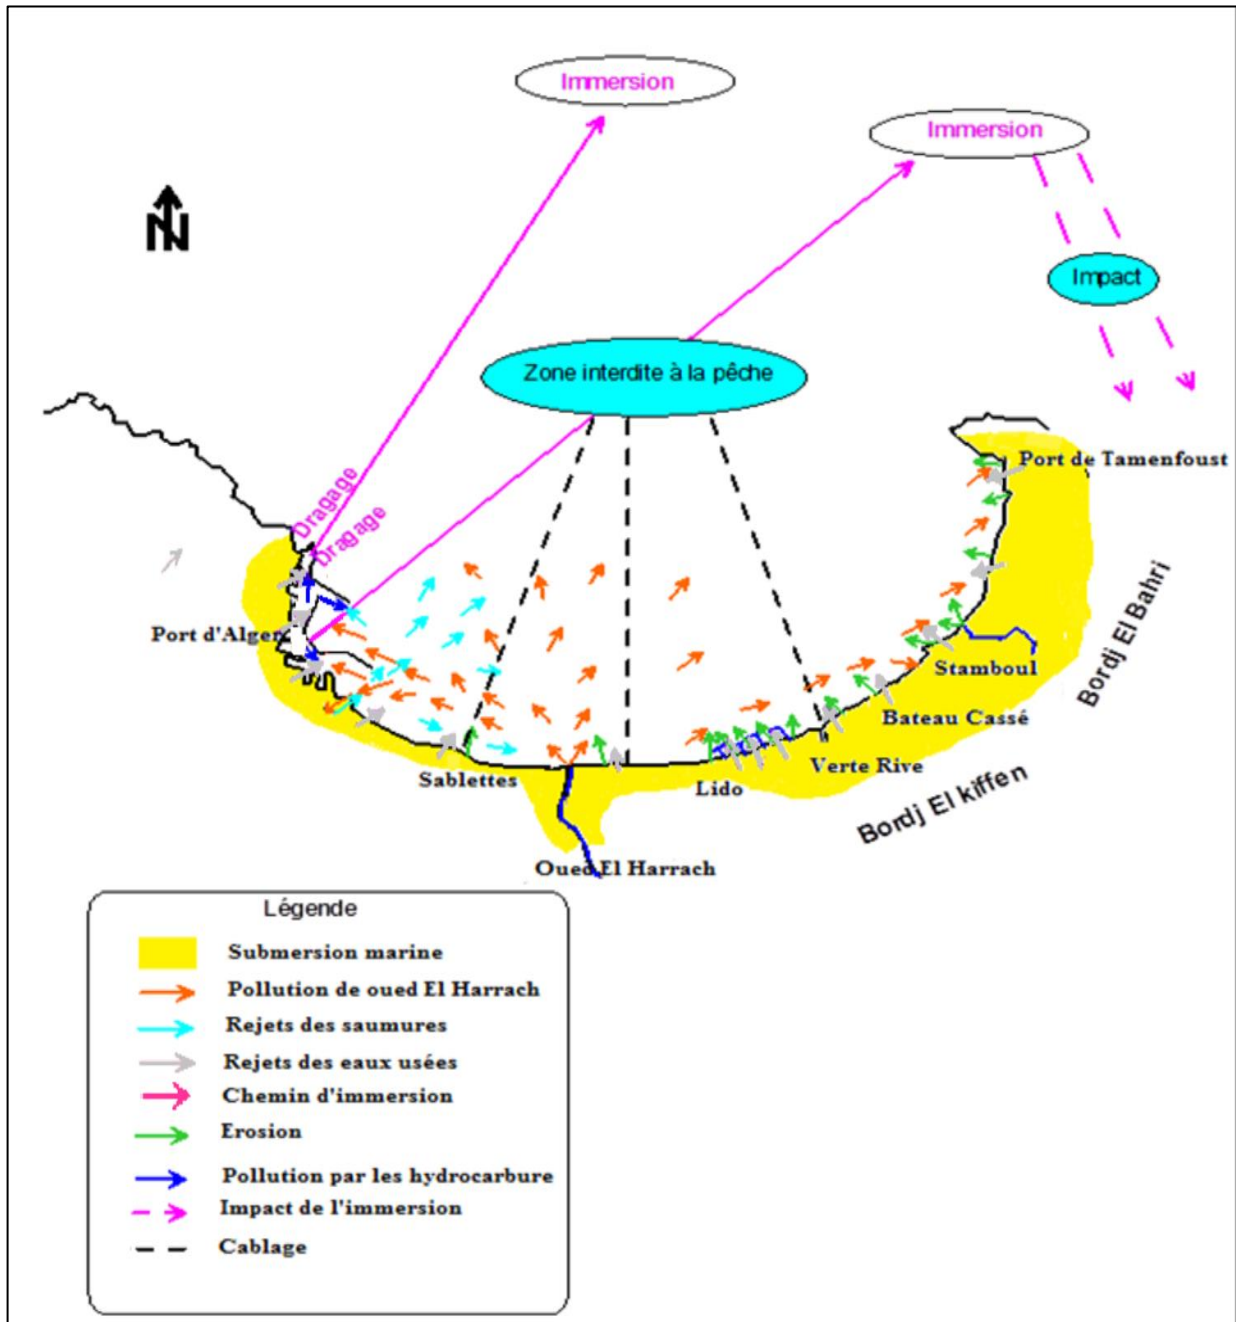 Immersion
Immersion
N
Impact
Zone interdite à la pêche
Dragage
Dragage
Port de Tamenfoust
Port d'Alger
Bordj El Bahri
Stamboul
Bateau Cassé
Verte Rive
Sablettes
Lido
Bordj El kiffen
Oued El Harrach
Légende
Submersion marine
Pollution de oued El Harrach
Rejets des saumures
Rejets des eaux usées
Chemin d'immersion
Erosion
Pollution par les hydrocarbure
Impact de l'immersion
Cablage